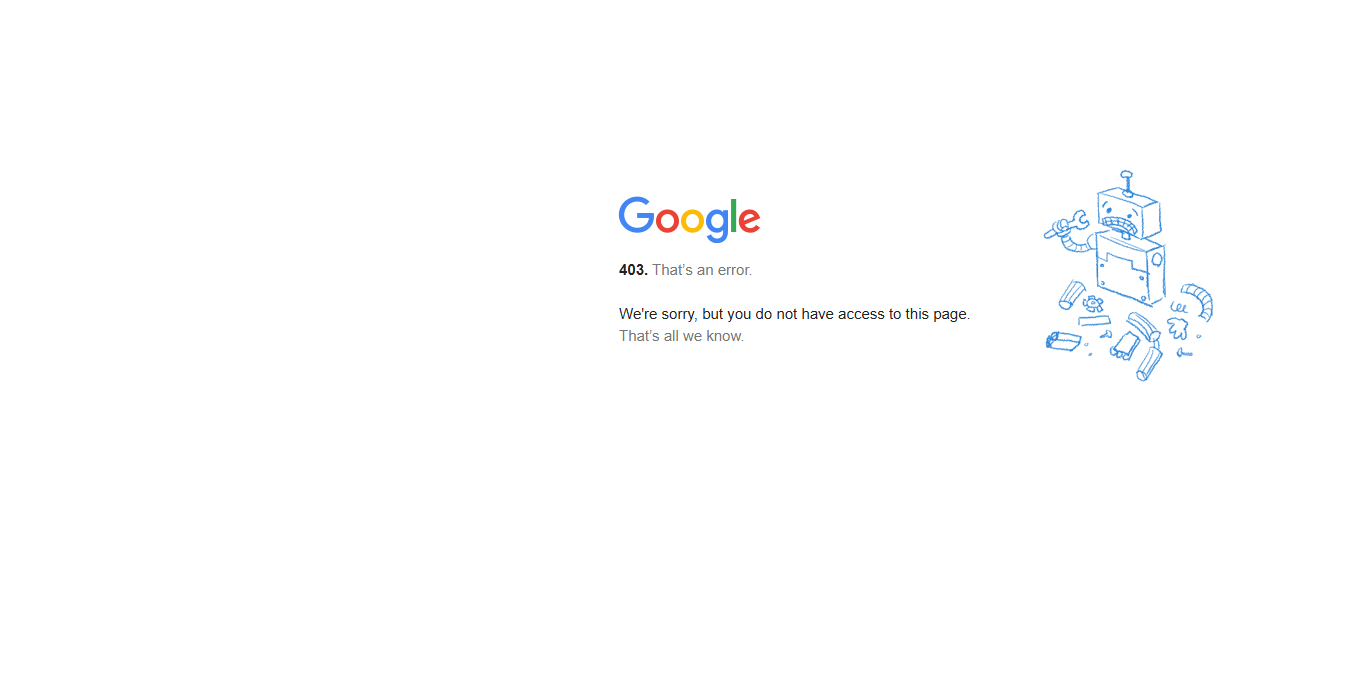 Google
403. That's an error.
We're sorry, but you do not have access to this page.
That's all we know.